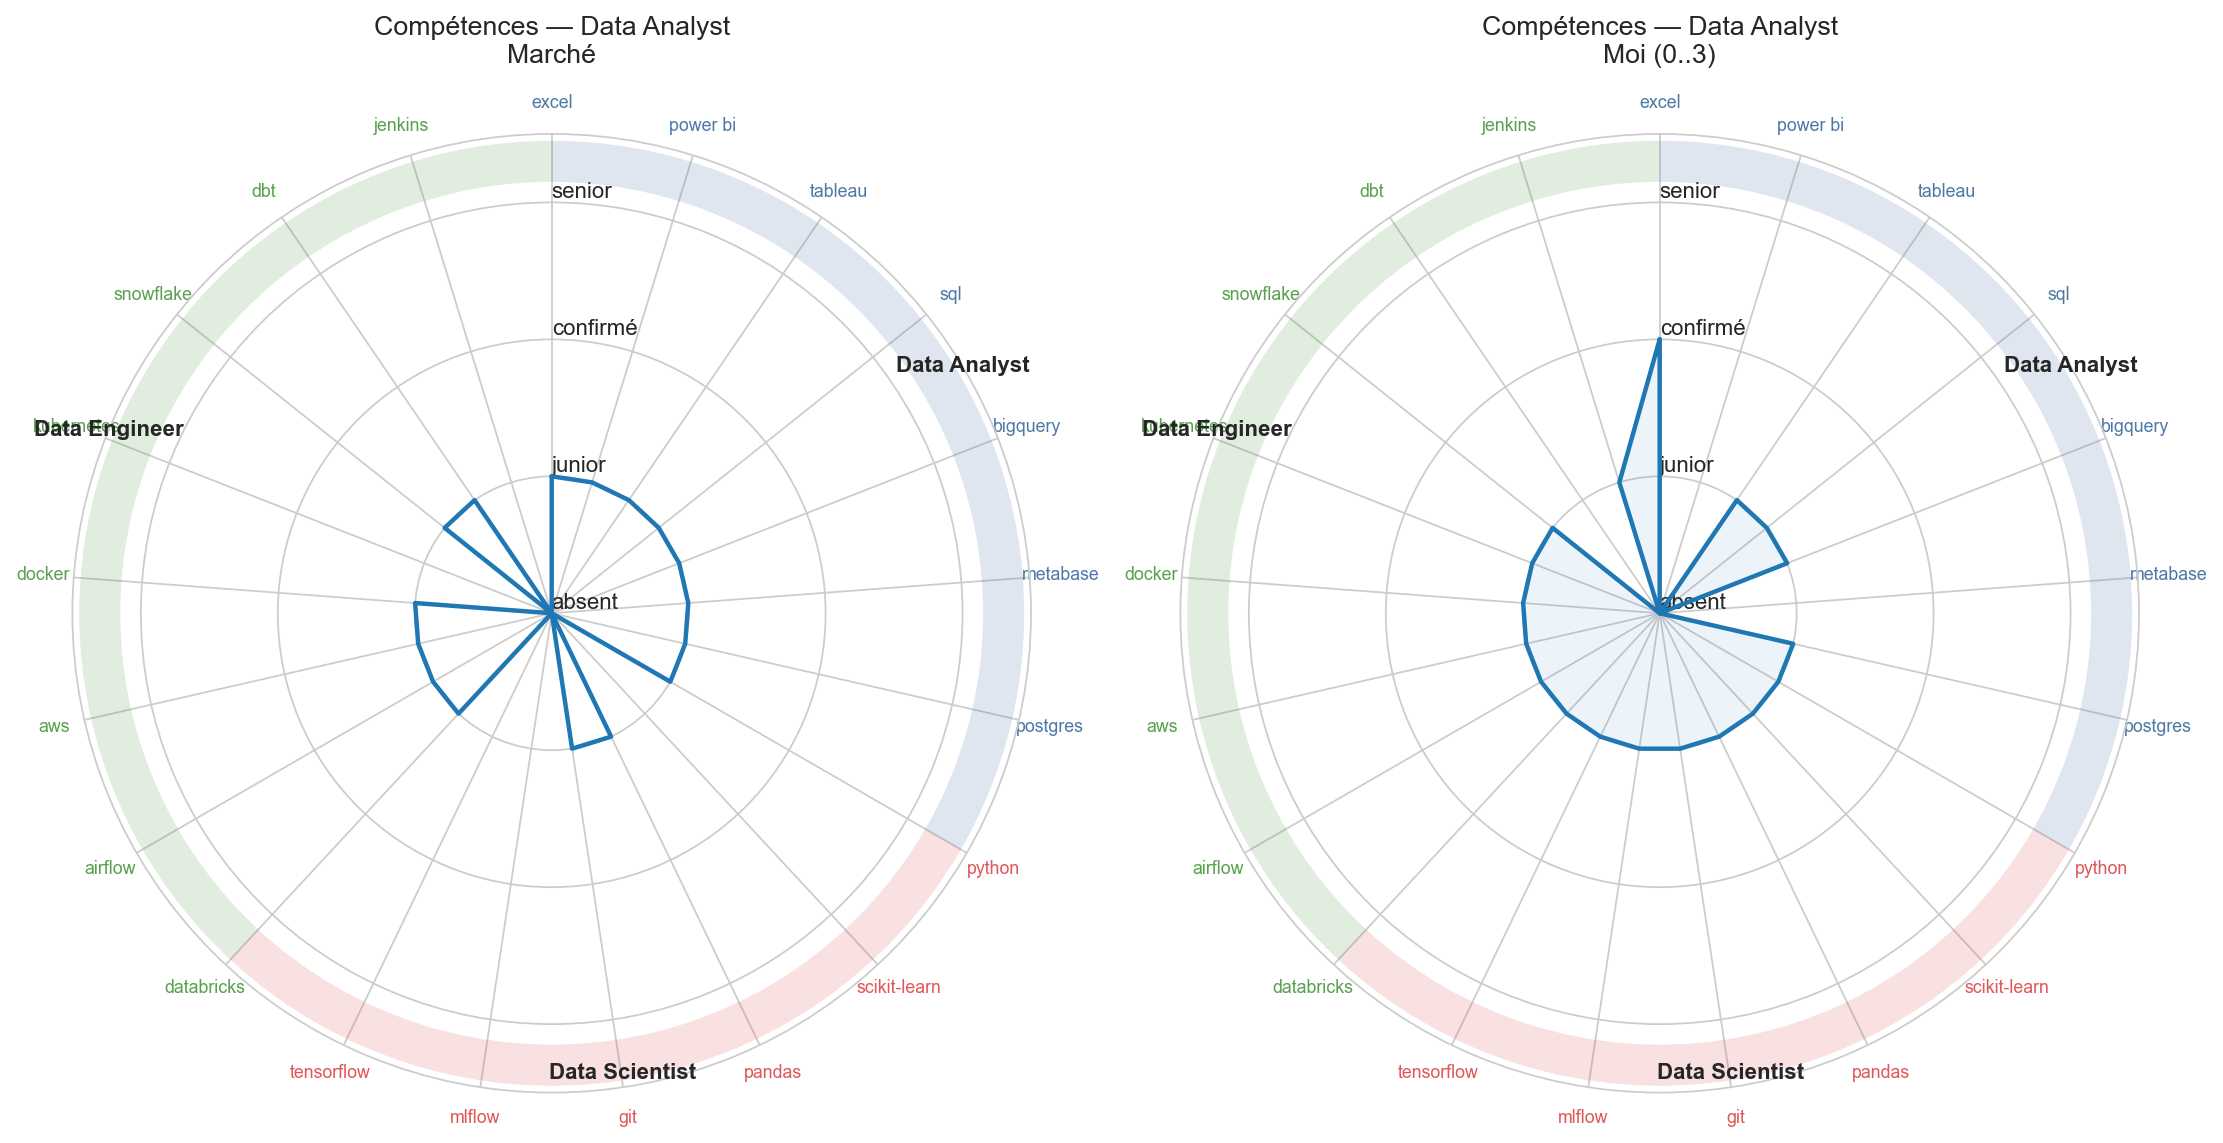 Compétences — Data Analyst
Marché
excel
jenkins
power bi
dbt
tableau
senior
snowflake
sql
confirmé
Data Analyst
kubernetes
Data Engineer
bigquery
junior
docker
metabase
absent
aws
postgres
airflow
python
databricks
scikit-learn
tensorflow
Data Scientist
pandas
mlflow
git
Compétences — Data Analyst
Moi (0..3)
excel
jenkins
power bi
dbt
tableau
senior
snowflake
sql
confirmé
Data Analyst
kubernetes
Data Engineer
bigquery
junior
docker
metabase
absent
aws
postgres
airflow
python
databricks
scikit-learn
tensorflow
Data Scientist
pandas
mlflow
git